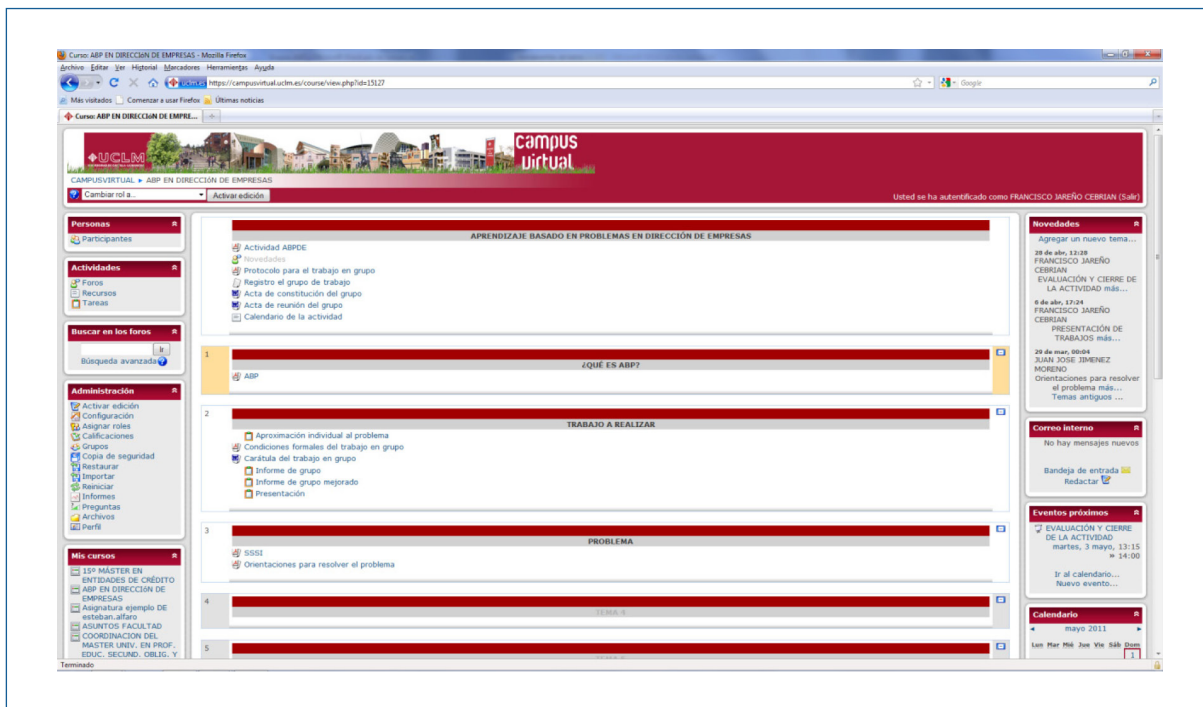 Curso: ABP EN DIRECCIóN DE EMPRESAS - Mozilla Firefox
Archivo Editar Ver Historial Marcadores Herramientas Ayuda
uclm.es https://campusvirtual.uclm.es/course/view.php?id=15127
Google
Más visitados Comenzar a usar Firefox Últimas noticias
Curso: ABP EN DIRECCIóN DE EMPRE...
UCLM
campus
virtual
CAMPUSVIRTUAL ► ABP EN DIRECCIÓN DE EMPRESAS
Cambiar rol a...
Activar edición
Usted se ha autentificado como FRANCISCO JAREÑO CEBRIAN (Salir)
Personas
Participantes
Actividades
Foros
Recursos
Tareas
Buscar en los foros
Ir
Búsqueda avanzada
Administración
Activar edición
Configuración
Asignar roles
Calificaciones
Grupos
Copia de seguridad
Restaurar
Importar
Reiniciar
Informes
Preguntas
Archivos
Perfil
Mis cursos
15º MÁSTER EN
ENTIDADES DE CRÉDITO
ABP EN DIRECCIóN DE
EMPRESAS
Asignatura ejemplo DE
esteban.alfaro
ASUNTOS FACULTAD
COORDINACION DEL
MASTER UNIV. EN PROF.
EDUC. SECUND. OBLIG. Y
APRENDIZAJE BASADO EN PROBLEMAS EN DIRECCIÓN DE EMPRESAS
Actividad ABPDE
Novedades
Protocolo para el trabajo en grupo
Registro el grupo de trabajo
Acta de constitución del grupo
Acta de reunión del grupo
Calendario de la actividad
1
¿QUÉ ES ABP?
ABP
2
TRABAJO A REALIZAR
Aproximación individual al problema
Condiciones formales del trabajo en grupo
Carátula del trabajo en grupo
Informe de grupo
Informe de grupo mejorado
Presentación
3
PROBLEMA
SSSI
Orientaciones para resolver el problema
4
TEMA 4
5
Novedades
Agregar un nuevo tema...
28 de abr, 12:28
FRANCISCO JAREÑO
CEBRIAN
EVALUACIÓN Y CIERRE DE
LA ACTIVIDAD más...
6 de abr, 17:24
FRANCISCO JAREÑO
CEBRIAN
PRESENTACIÓN DE
TRABAJOS más...
29 de mar, 00:04
JUAN JOSE JIMENEZ
MORENO
Orientaciones para resolver
el problema más...
Temas antiguos ...
Correo interno
No hay mensajes nuevos
Bandeja de entrada
Redactar
Eventos próximos
EVALUACIÓN Y CIERRE
DE LA ACTIVIDAD
martes, 3 mayo, 13:15
» 14:00
Ir al calendario...
Nuevo evento...
Calendario
◄ mayo 2011 ►
Lun Mar Mié Jue Vie Sáb Dom
1
Terminado